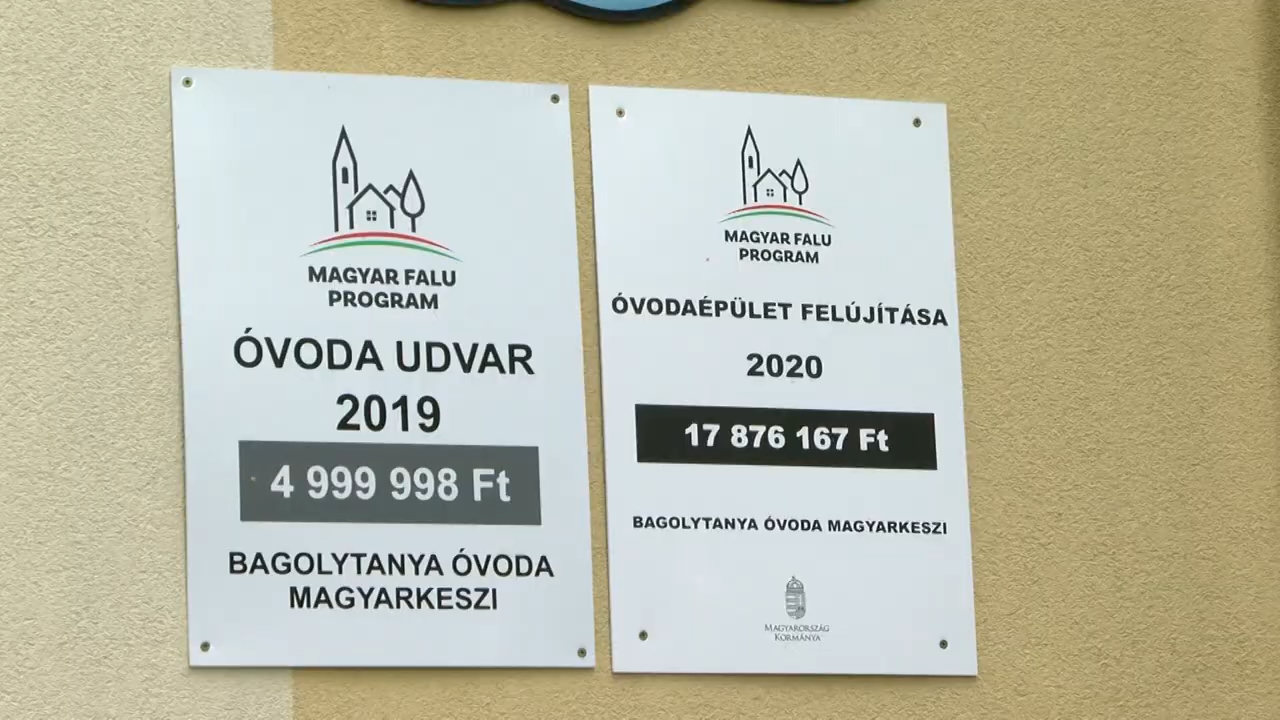 MAGYAR FALU
PROGRAM
ÓVODA UDVAR
2019
4 999 998 Ft
BAGOLYTANYA ÓVODA
MAGYARKESZI
MAGYAR FALU
PROGRAM
ÓVODAÉPÜLET FELÚJÍTÁSA
2020
17 876 167 Ft
BAGOLYTANYA ÓVODA MAGYARKESZI
MAGYARORSZÁG
KORMÁNYA